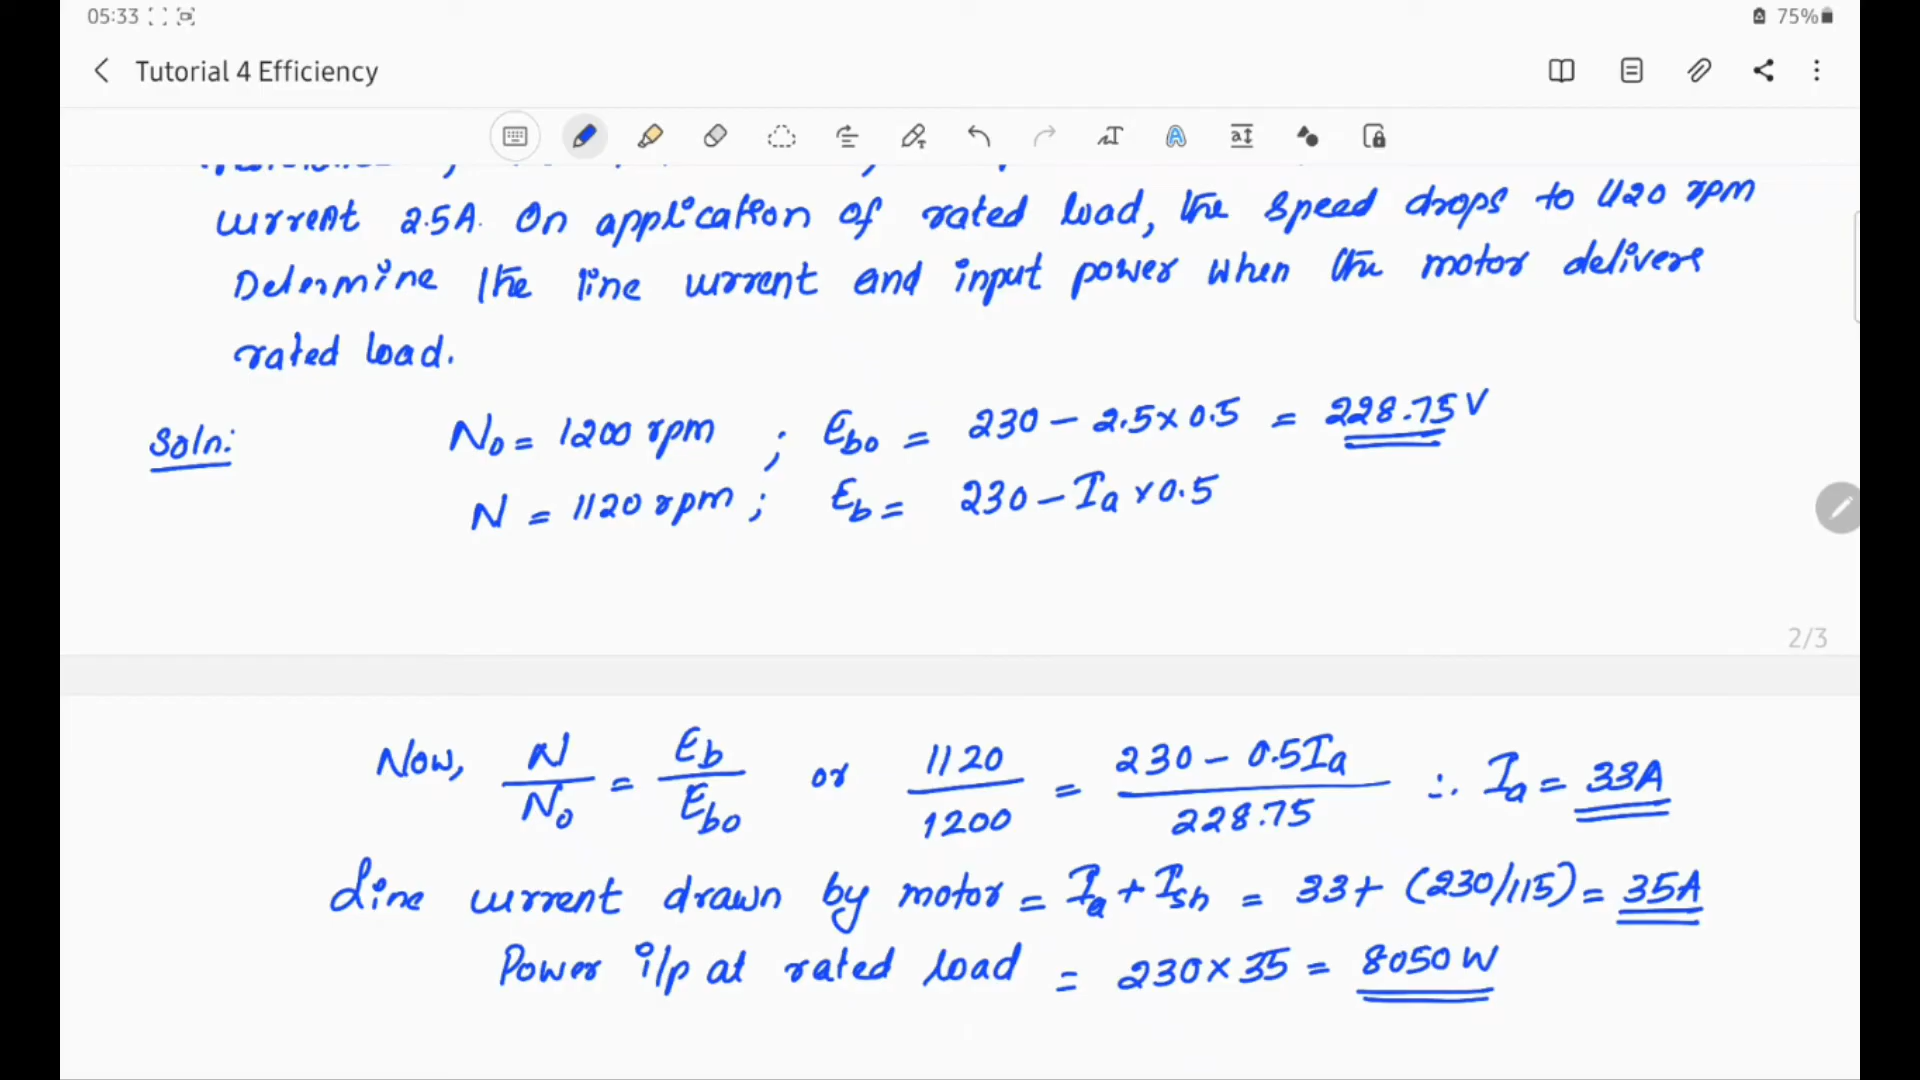 05:33
75%
Tutorial 4 Efficiency
current 2.5A. On application of rated load, the speed drops to 1120 rpm
Determine the line current and input power when the motor delivers
rated load.
Soln: N₀ = 1200 rpm ; Eb₀ = 230 - 2.5 x 0.5 = 228.75 V
N = 1120 rpm ; Eb = 230 - Ia x 0.5
2/3
Now, N/N₀ = Eb/Eb₀ or 1120/1200 = (230 - 0.5Ia)/228.75 ∴ Ia = 33A
Line current drawn by motor = Ia + Ish = 33 + (230/115) = 35A
Power i/p at rated load = 230 x 35 = 8050 W